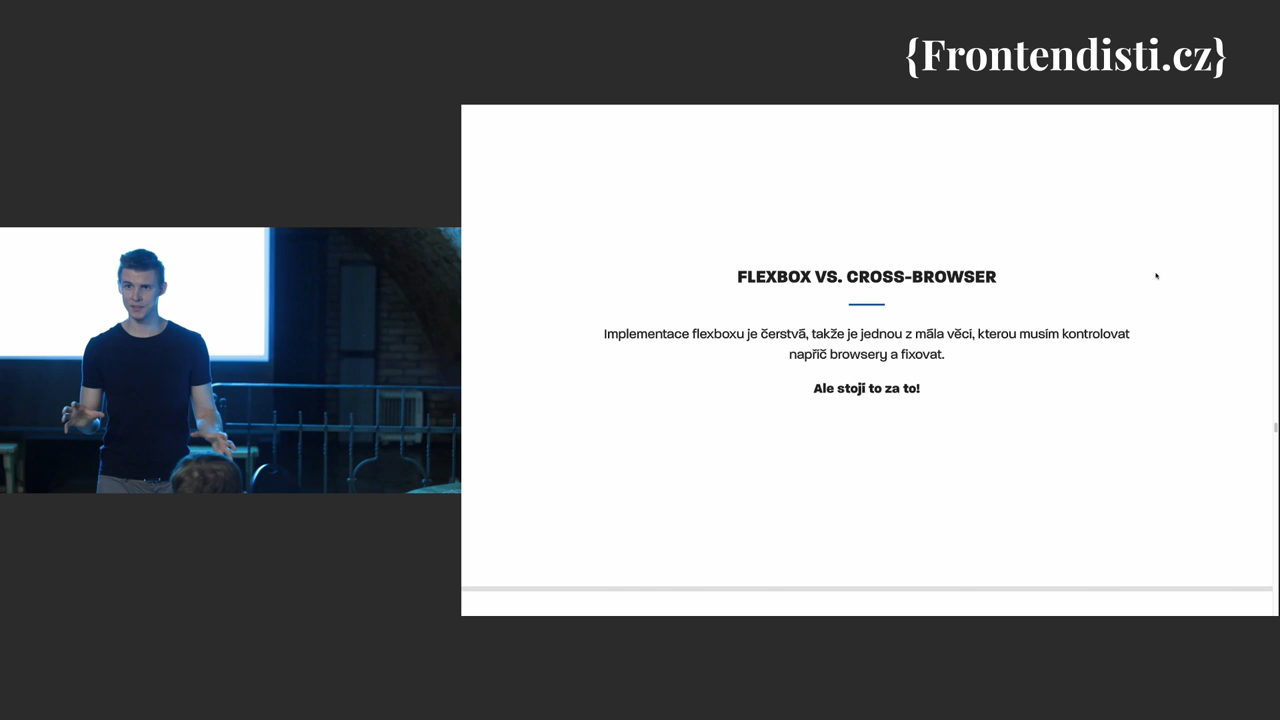 {Frontendisti.cz}
FLEXBOX VS. CROSS-BROWSER
Implementace flexboxu je čerstvá, takže je jednou z mála věcí, kterou musím kontrolovat
napříč browsery a fixovat.
Ale stojí to za to!